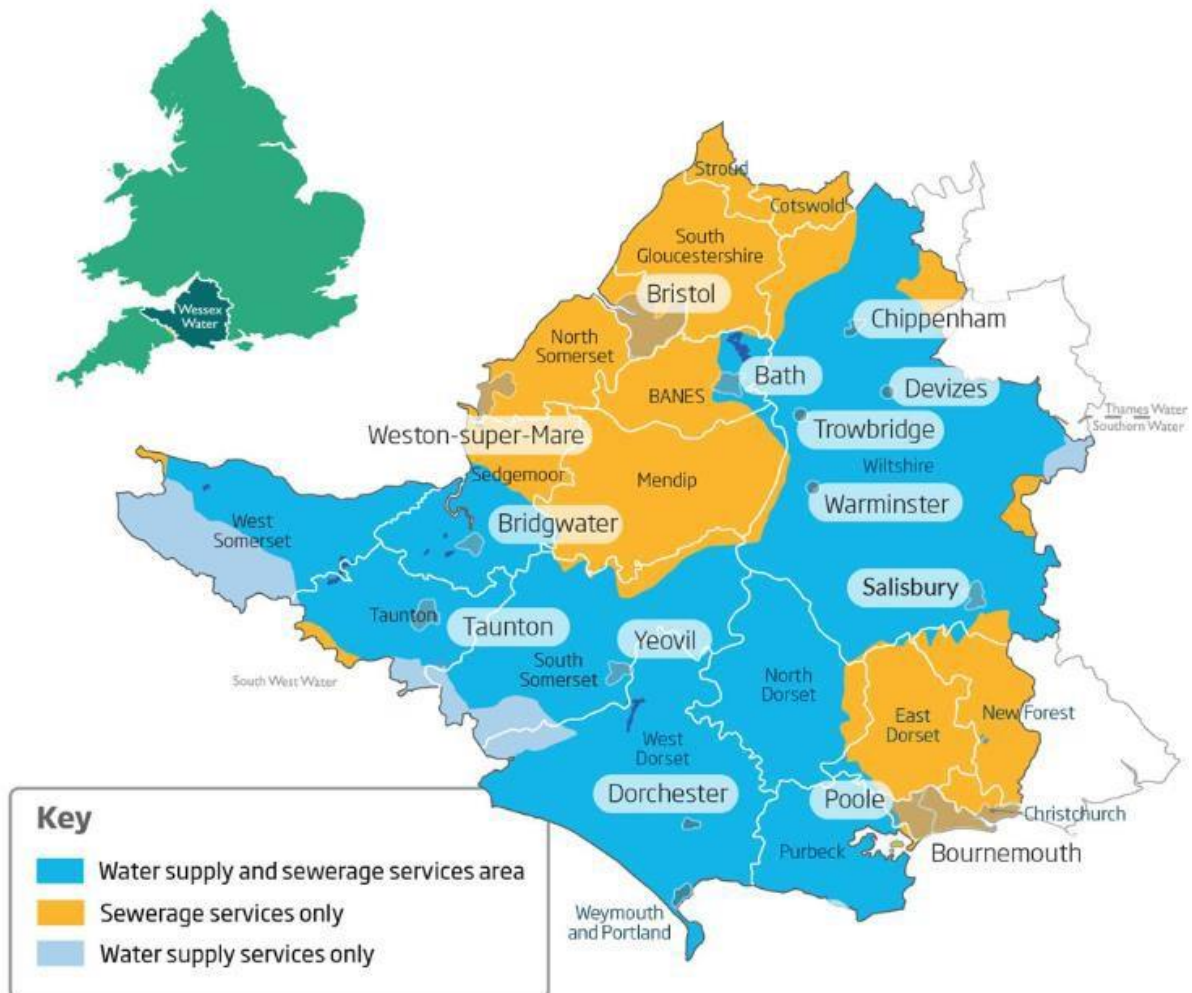 Wessex
Water
Stroud
Cotswold
South
Gloucestershire
Bristol
Chippenham
North
Somerset
Bath
Devizes
BANES
Thames Water
Southern Water
Trowbridge
Weston-super-Mare
Wiltshire
Sedgemoor
Mendip
Warminster
West
Somerset
Bridgwater
Salisbury
Taunton
Taunton
Yeovil
South West Water
South
Somerset
North
Dorset
East
Dorset
New Forest
West
Dorset
Dorchester
Poole
Christchurch
Purbeck
Bournemouth
Weymouth
and Portland
Key
Water supply and sewerage services area
Sewerage services only
Water supply services only